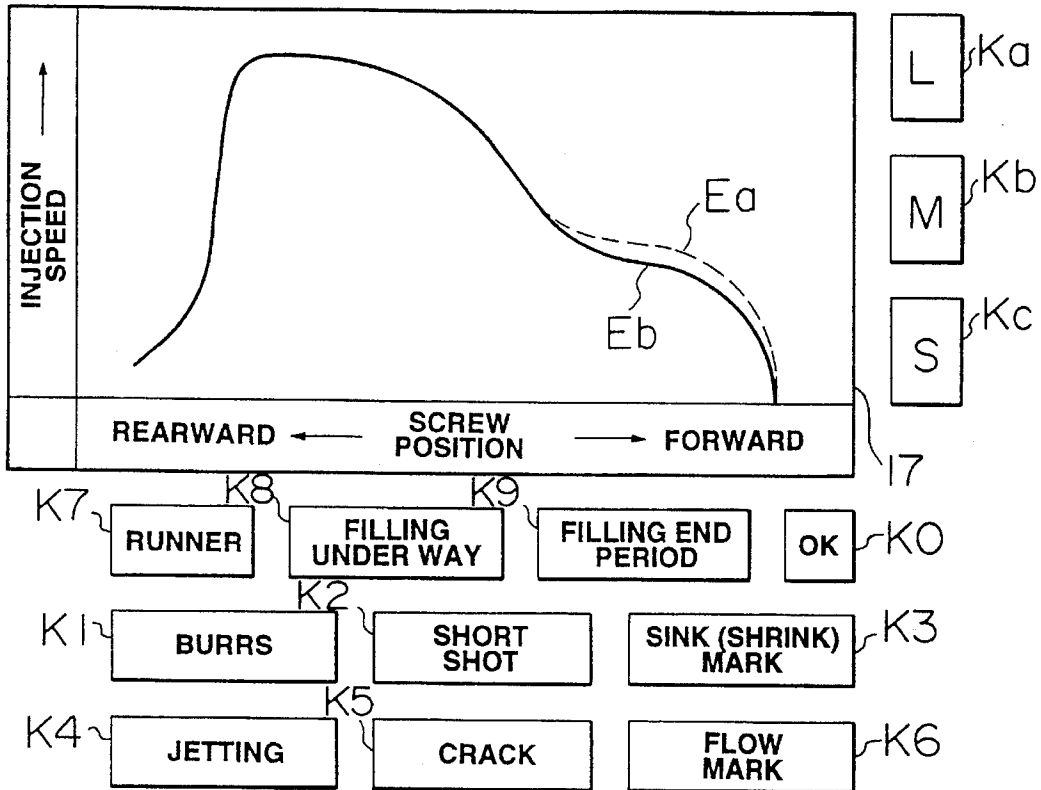 INJECTION
SPEED
Ea
Eb
L
Ka
M
Kb
S
Kc
REARWARD
SCREW
POSITION
FORWARD
17
K7
RUNNER
K8
FILLING
UNDER WAY
K9
FILLING END
PERIOD
OK
K0
K1
BURRS
K2
SHORT
SHOT
SINK (SHRINK)
MARK
K3
K4
JETTING
K5
CRACK
FLOW
MARK
K6